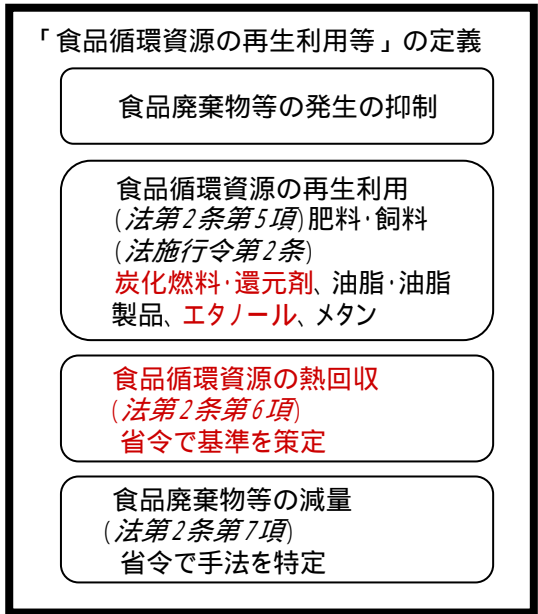 「食品循環資源の再生利用等」の定義
食品廃棄物等の発生の抑制
食品循環資源の再生利用
(法第2条第5項)肥料・飼料
(法施行令第2条)
炭化燃料・還元剤、油脂・油脂
製品、エタノール、メタン
食品循環資源の熱回収
(法第2条第6項)
省令で基準を策定
食品廃棄物等の減量
(法第2条第7項)
省令で手法を特定